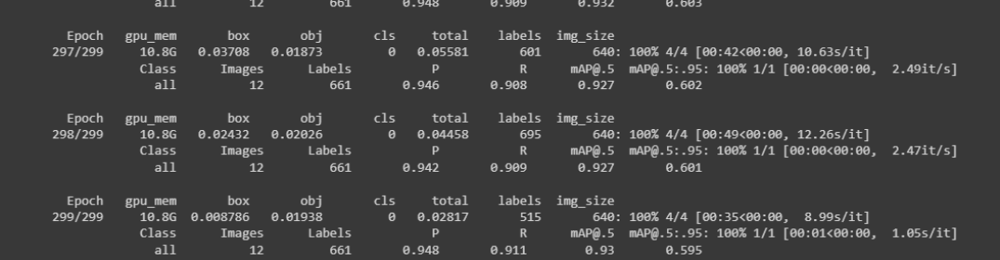 all 12 661 0.948 0.909 0.932 0.603
Epoch gpu_mem box obj cls total labels img_size
297/299 10.8G 0.03708 0.01873 0 0.05581 601 640: 100% 4/4 [00:42<00:00, 10.63s/it]
Class Images Labels P R mAP@.5 mAP@.5:.95: 100% 1/1 [00:00<00:00, 2.49it/s]
all 12 661 0.946 0.908 0.927 0.602
Epoch gpu_mem box obj cls total labels img_size
298/299 10.8G 0.02432 0.02026 0 0.04458 695 640: 100% 4/4 [00:49<00:00, 12.26s/it]
Class Images Labels P R mAP@.5 mAP@.5:.95: 100% 1/1 [00:00<00:00, 2.47it/s]
all 12 661 0.942 0.909 0.927 0.601
Epoch gpu_mem box obj cls total labels img_size
299/299 10.8G 0.008786 0.01938 0 0.02817 515 640: 100% 4/4 [00:35<00:00, 8.99s/it]
Class Images Labels P R mAP@.5 mAP@.5:.95: 100% 1/1 [00:01<00:00, 1.05s/it]
all 12 661 0.948 0.911 0.93 0.595